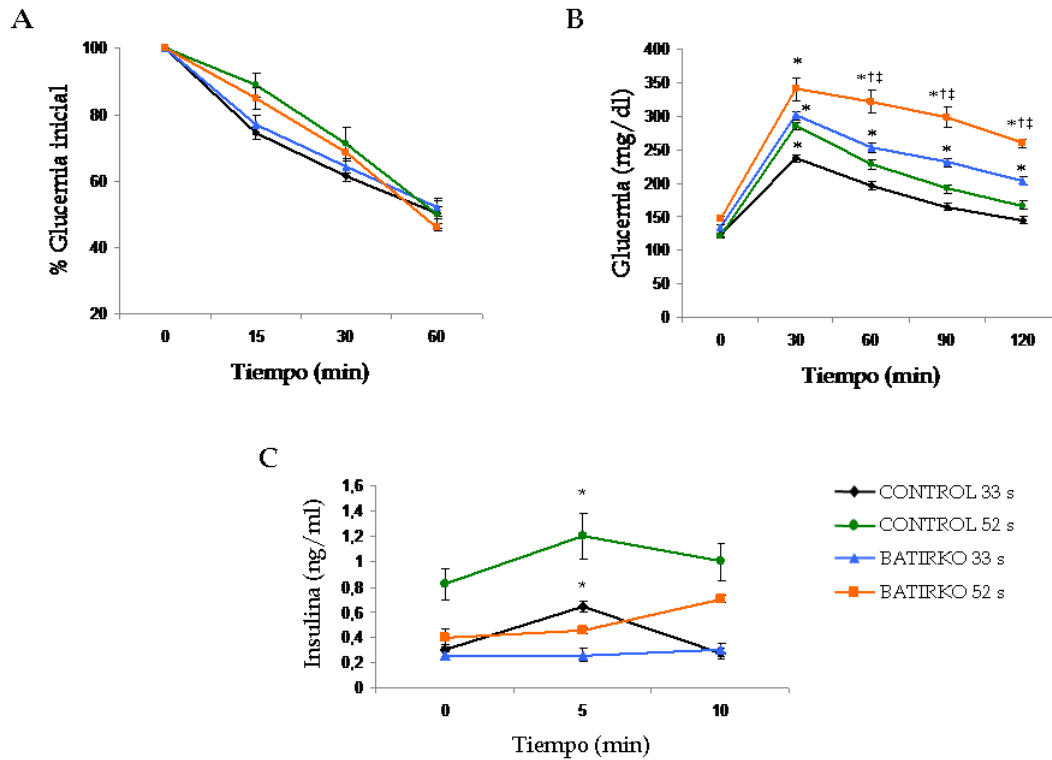 A
% Glucemia inicial
100
80
60
40
20
0 15 30 60
Tiempo (min)
B
Glucemia (mg/dl)
400
350
300
250
200
150
100
50
0
* *†‡ *†‡ *†‡
* * * *
*
0 30 60 90 120
Tiempo (min)
C
Insulina (ng/ml)
1,6
1,4
1,2
1
0,8
0,6
0,4
0,2
0
*
*
0 5 10
Tiempo (min)
CONTROL 33 s
CONTROL 52 s
BATIRKO 33 s
BATIRKO 52 s